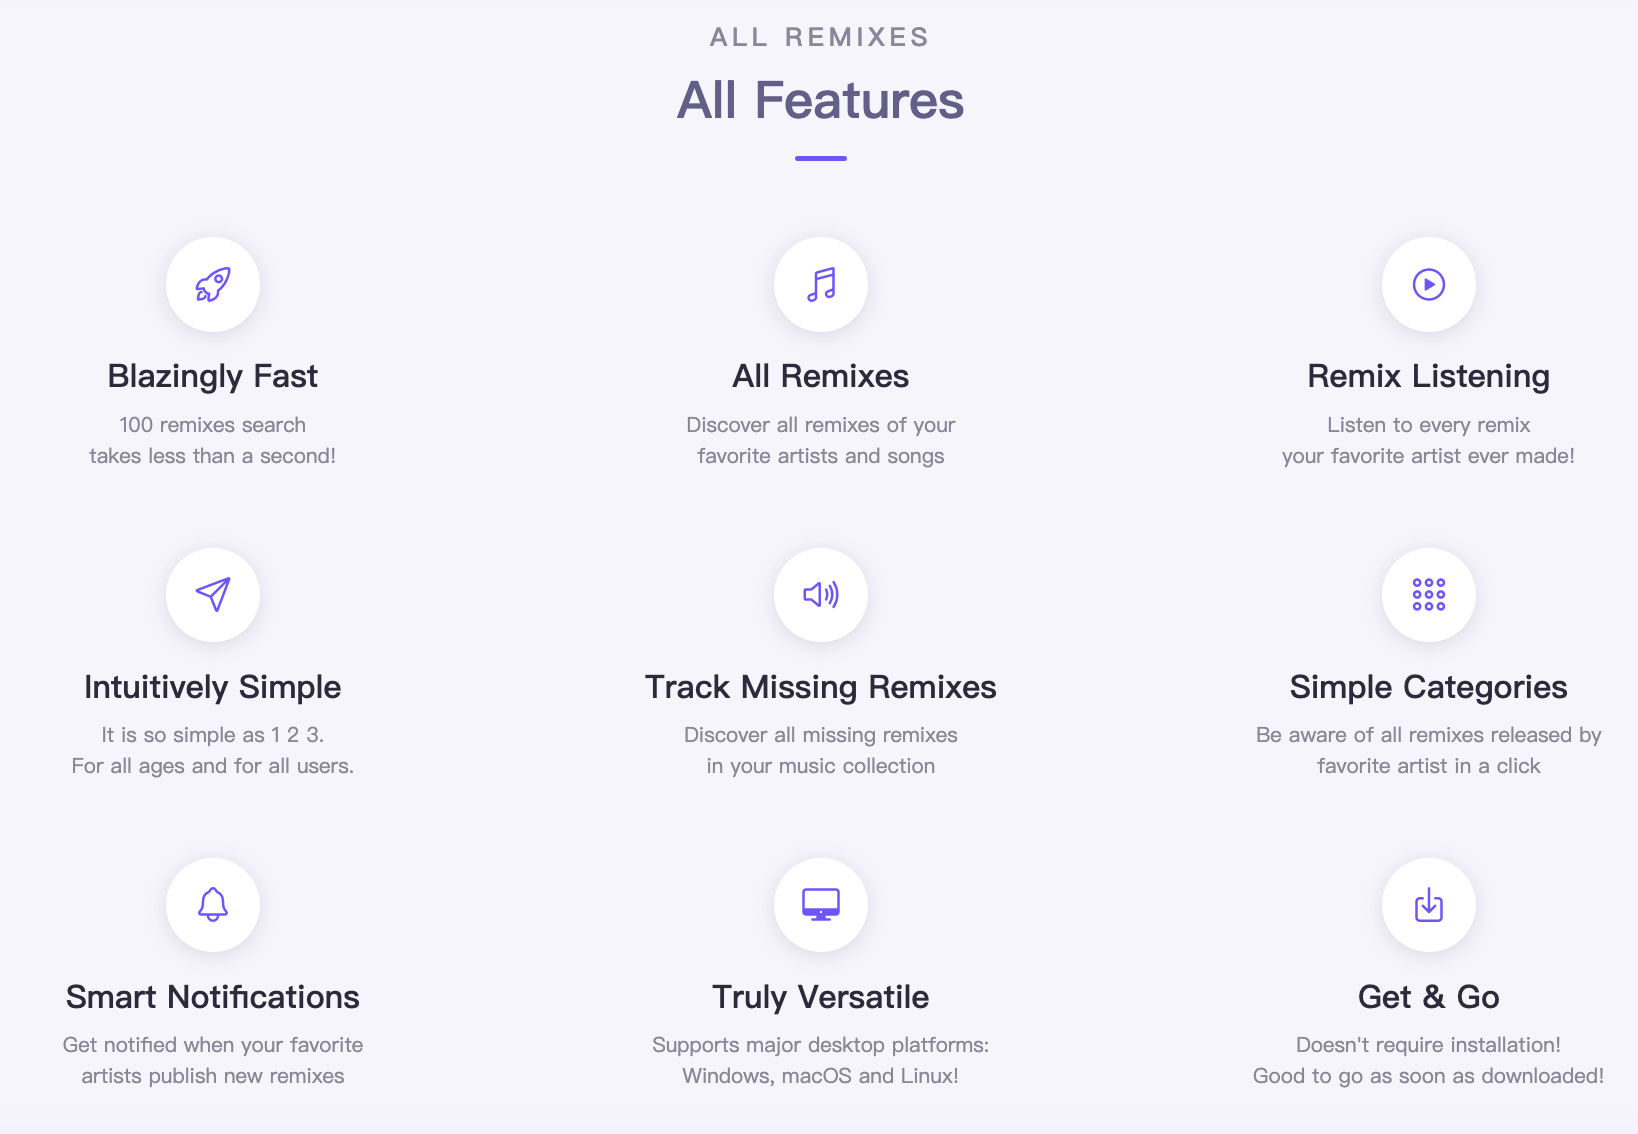 ALL REMIXES
All Features
Blazingly Fast
100 remixes search
takes less than a second!
All Remixes
Discover all remixes of your
favorite artists and songs
Remix Listening
Listen to every remix
your favorite artist ever made!
Intuitively Simple
It is so simple as 1 2 3.
For all ages and for all users.
Track Missing Remixes
Discover all missing remixes
in your music collection
Simple Categories
Be aware of all remixes released by
favorite artist in a click
Smart Notifications
Get notified when your favorite
artists publish new remixes
Truly Versatile
Supports major desktop platforms:
Windows, macOS and Linux!
Get & Go
Doesn't require installation!
Good to go as soon as downloaded!